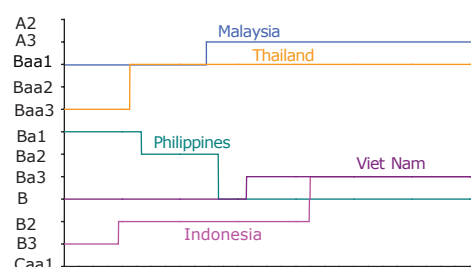 A2
A3
Malaysia
Baa1
Thailand
Baa2
Baa3
Ba1
Philippines
Ba2
Viet Nam
Ba3
B
B2
Indonesia
B3
Caa1